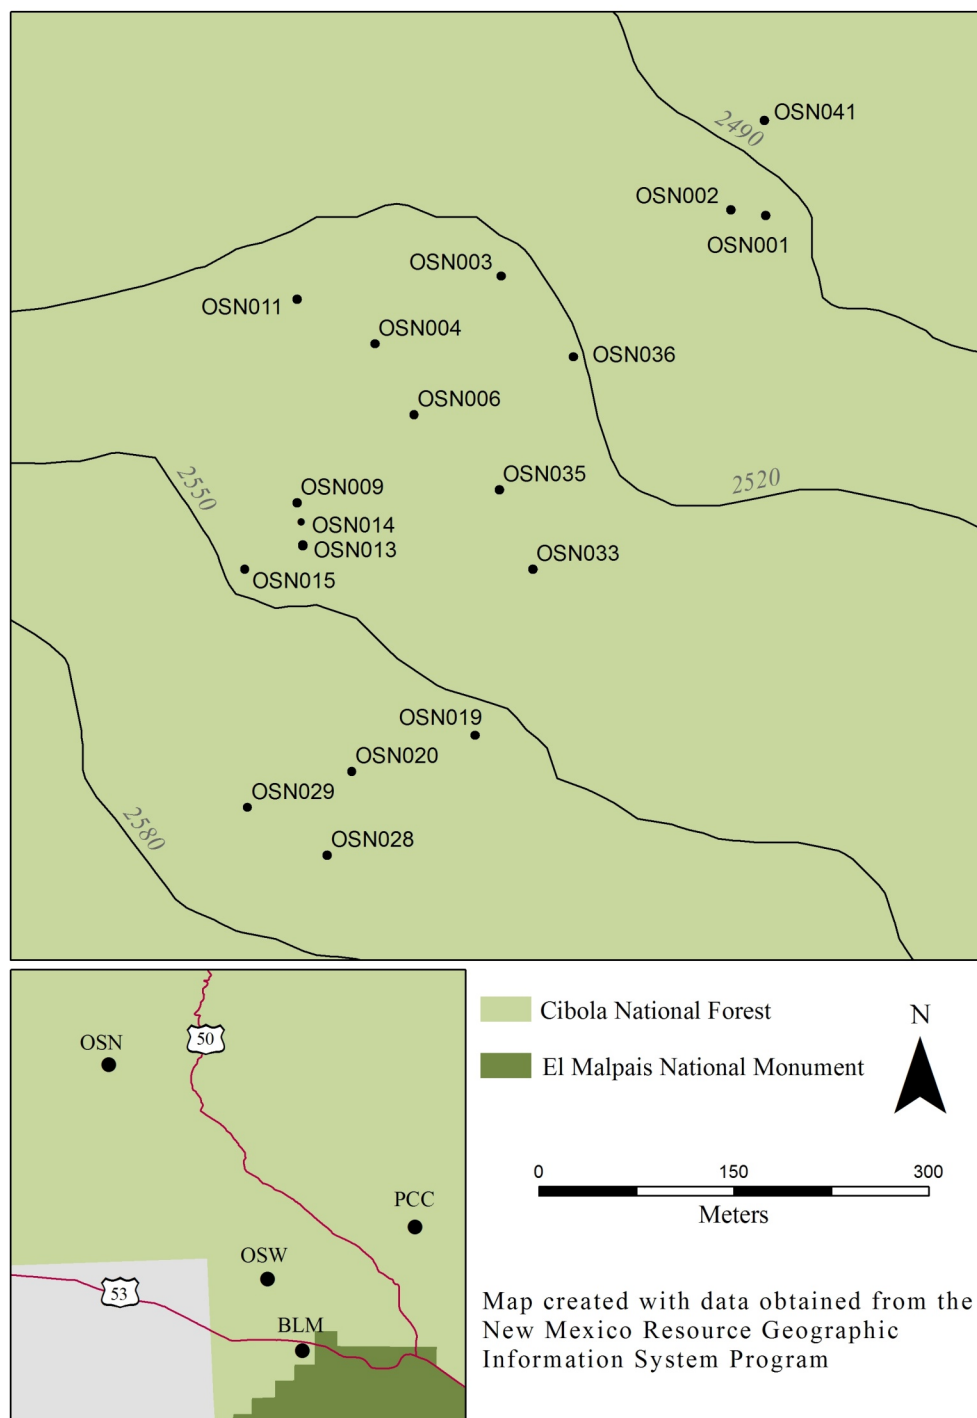 2490
OSN041
OSN002
OSN001
OSN003
OSN011
OSN004
OSN036
OSN006
2550
OSN035
2520
OSN009
OSN014
OSN013
OSN033
OSN015
OSN019
OSN020
OSN029
2580
OSN028
OSN
50
PCC
OSW
53
BLM
Cibola National Forest
El Malpais National Monument
N
0 150 300
Meters
Map created with data obtained from the
New Mexico Resource Geographic
Information System Program